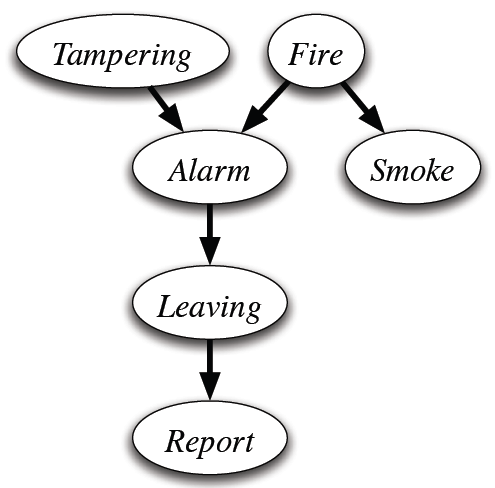 Tampering
Fire
Alarm
Smoke
Leaving
Report